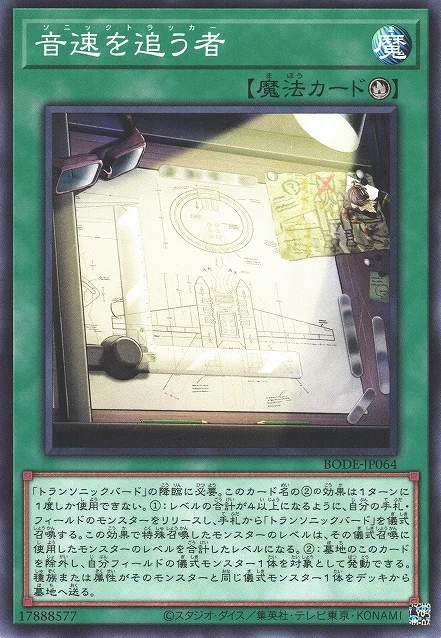 ソニックトラッカー
音速を追う者
魔
まほう
【魔法カード】
BODE-JP064
「トランソニックバード」の降臨に必要。このカード名の②の効果は1ターンに
1度しか使用できない。①：レベルの合計が4以上になるように、自分の手札・
フィールドのモンスターをリリースし、手札から「トランソニックバード」を儀式
召喚する。この効果で特殊召喚したモンスターのレベルは、その儀式召喚に
使用したモンスターのレベルを合計したレベルになる。②：墓地のこのカード
を除外し、自分フィールドの儀式モンスター1体を対象として発動できる。
種族または属性がそのモンスターと同じ儀式モンスター1体をデッキから
墓地へ送る。
17888577
©スタジオ・ダイス/集英社・テレビ東京・KONAMI